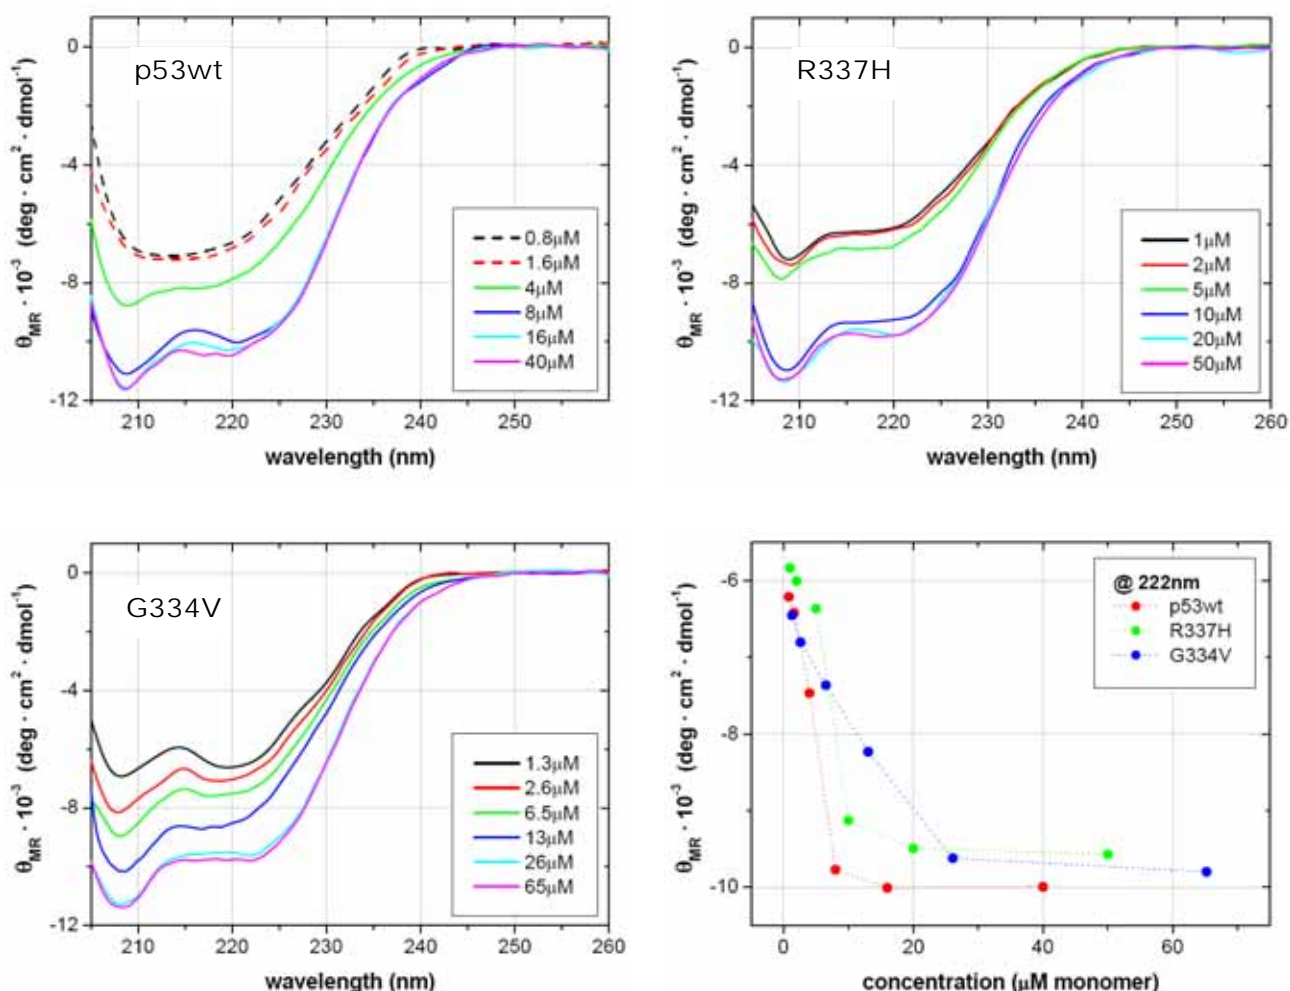 p53wt
0
-4
-8
-12
θMR · 10⁻³ (deg · cm² · dmol⁻¹)
0.8μM
1.6μM
4μM
8μM
16μM
40μM
210 220 230 240 250
wavelength (nm)
R337H
0
-4
-8
-12
θMR · 10⁻³ (deg · cm² · dmol⁻¹)
1μM
2μM
5μM
10μM
20μM
50μM
210 220 230 240 250 260
wavelength (nm)
G334V
0
-4
-8
-12
θMR · 10⁻³ (deg · cm² · dmol⁻¹)
1.3μM
2.6μM
6.5μM
13μM
26μM
65μM
210 220 230 240 250 260
wavelength (nm)
@ 222nm
p53wt
R337H
G334V
-6
-8
-10
θMR · 10⁻³ (deg · cm² · dmol⁻¹)
0 20 40 60
concentration (μM monomer)